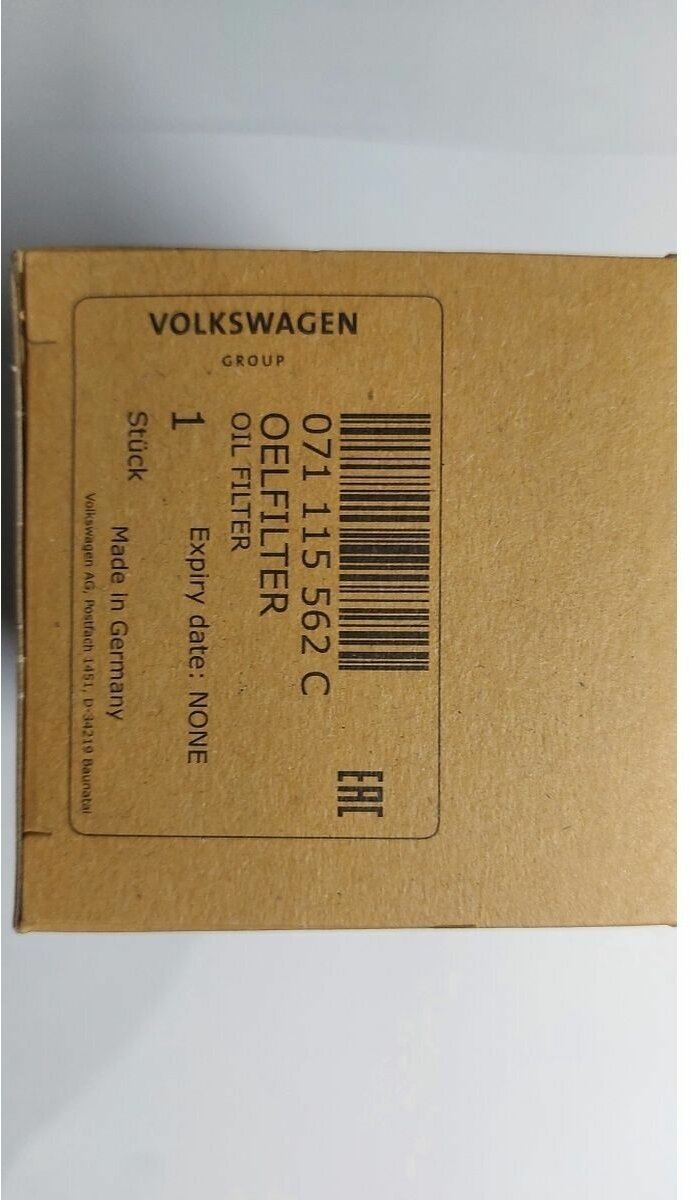 VOLKSWAGEN
GROUP
071 115 562 C
OELFILTER
OIL FILTER
1
Expiry date: NONE
Stück
Made in Germany
Volkswagen AG, Postfach 1451, D-34219 Baunatal
EAC